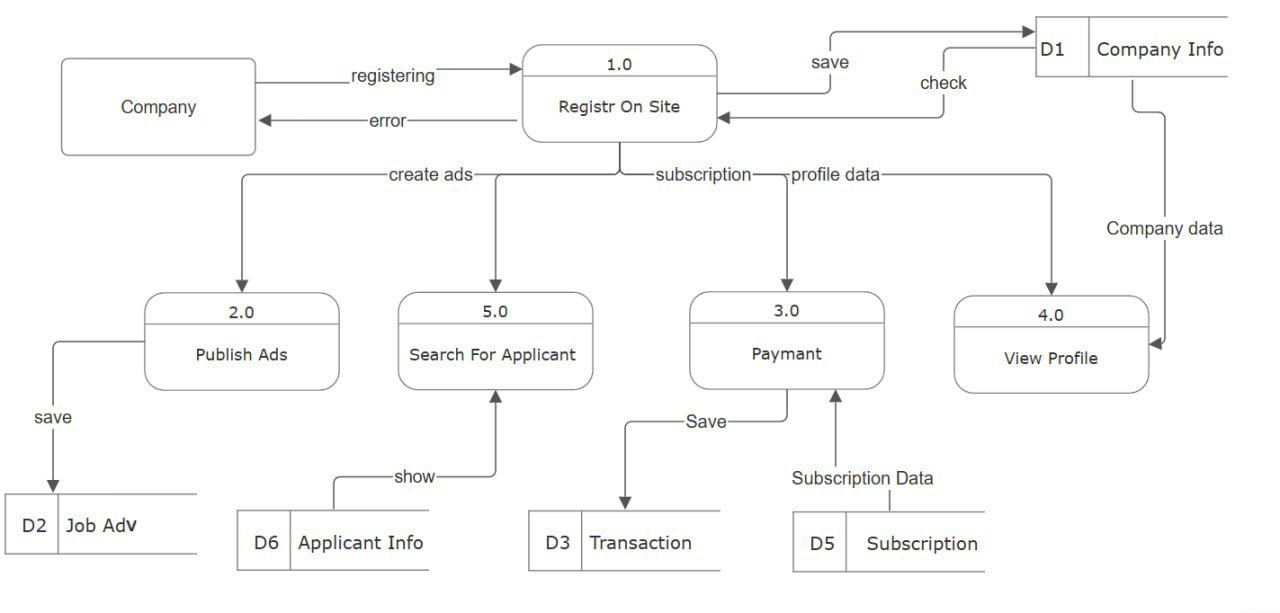 1.0
Registr On Site
Company
registering
error
save
check
D1
Company Info
create ads
subscription
profile data
Company data
2.0
Publish Ads
5.0
Search For Applicant
3.0
Paymant
4.0
View Profile
save
show
Save
Subscription Data
D2
Job Adv
D6
Applicant Info
D3
Transaction
D5
Subscription